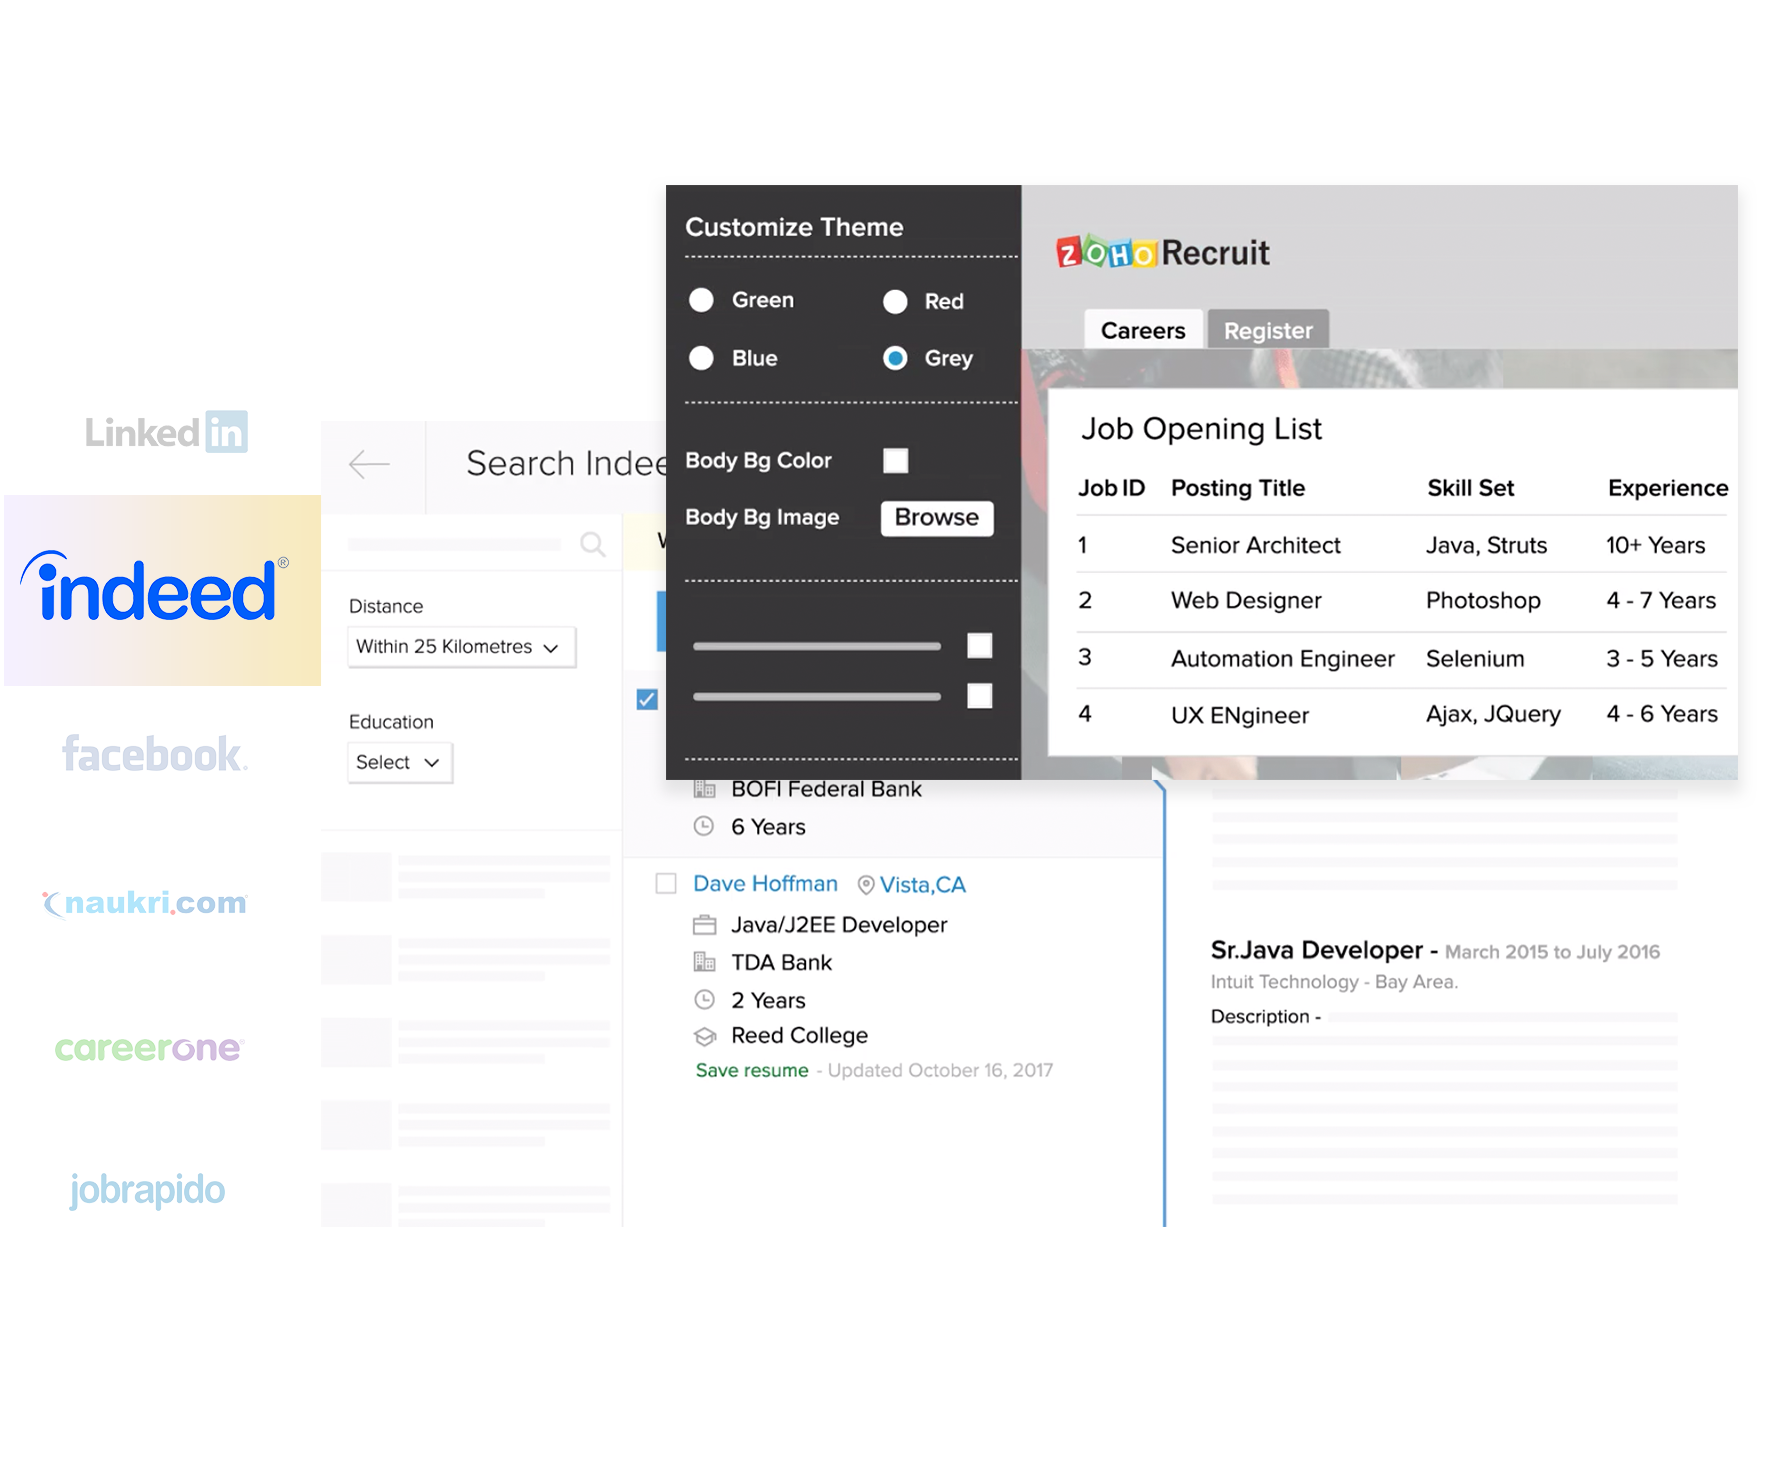 Linked in
indeed®
facebook.
naukri.com
careerone
jobrapido
Search Indee
Distance
Within 25 Kilometres
Education
Select
Customize Theme
Green
Red
Blue
Grey
Body Bg Color
Body Bg Image
Browse
ZOHO Recruit
Careers
Register
Job Opening List
Job ID Posting Title Skill Set Experience
1 Senior Architect Java, Struts 10+ Years
2 Web Designer Photoshop 4 - 7 Years
3 Automation Engineer Selenium 3 - 5 Years
4 UX ENgineer Ajax, JQuery 4 - 6 Years
BOFI Federal Bank
6 Years
Dave Hoffman Vista,CA
Java/J2EE Developer
TDA Bank
2 Years
Reed College
Save resume - Updated October 16, 2017
Sr.Java Developer - March 2015 to July 2016
Intuit Technology - Bay Area.
Description -